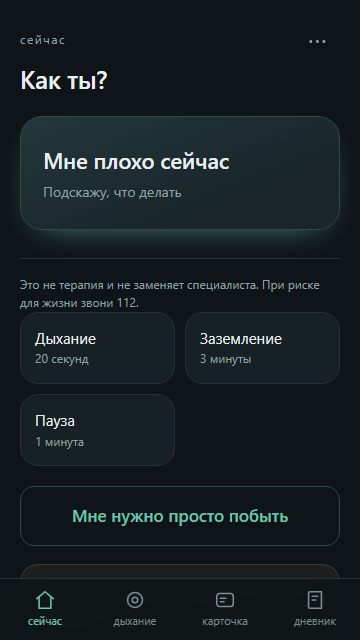 сейчас
...
Как ты?
Мне плохо сейчас
Подскажу, что делать
Это не терапия и не заменяет специалиста. При риске
для жизни звони 112.
Дыхание
20 секунд
Заземление
3 минуты
Пауза
1 минута
Мне нужно просто побыть
сейчас
дыхание
карточка
дневник